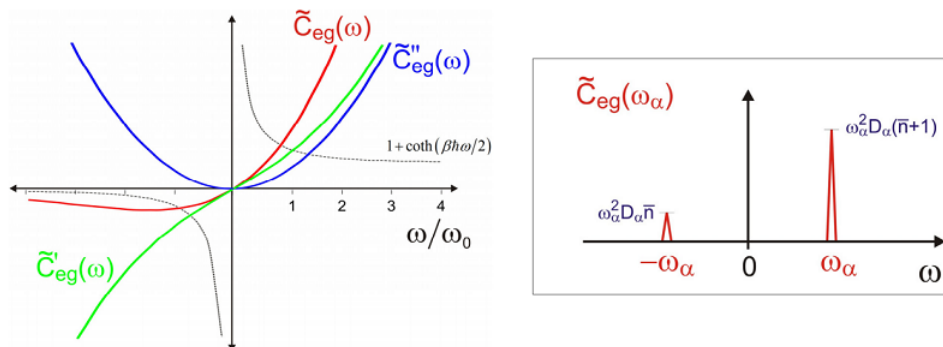 C̃eg(ω)
C̃"eg(ω)
1+coth(βħω/2)
1 2 3 4
ω/ω₀
C̃'eg(ω)
C̃eg(ωα)
ωα²Dα(n̄+1)
ωα²Dαn̄
−ωα 0 ωα ω